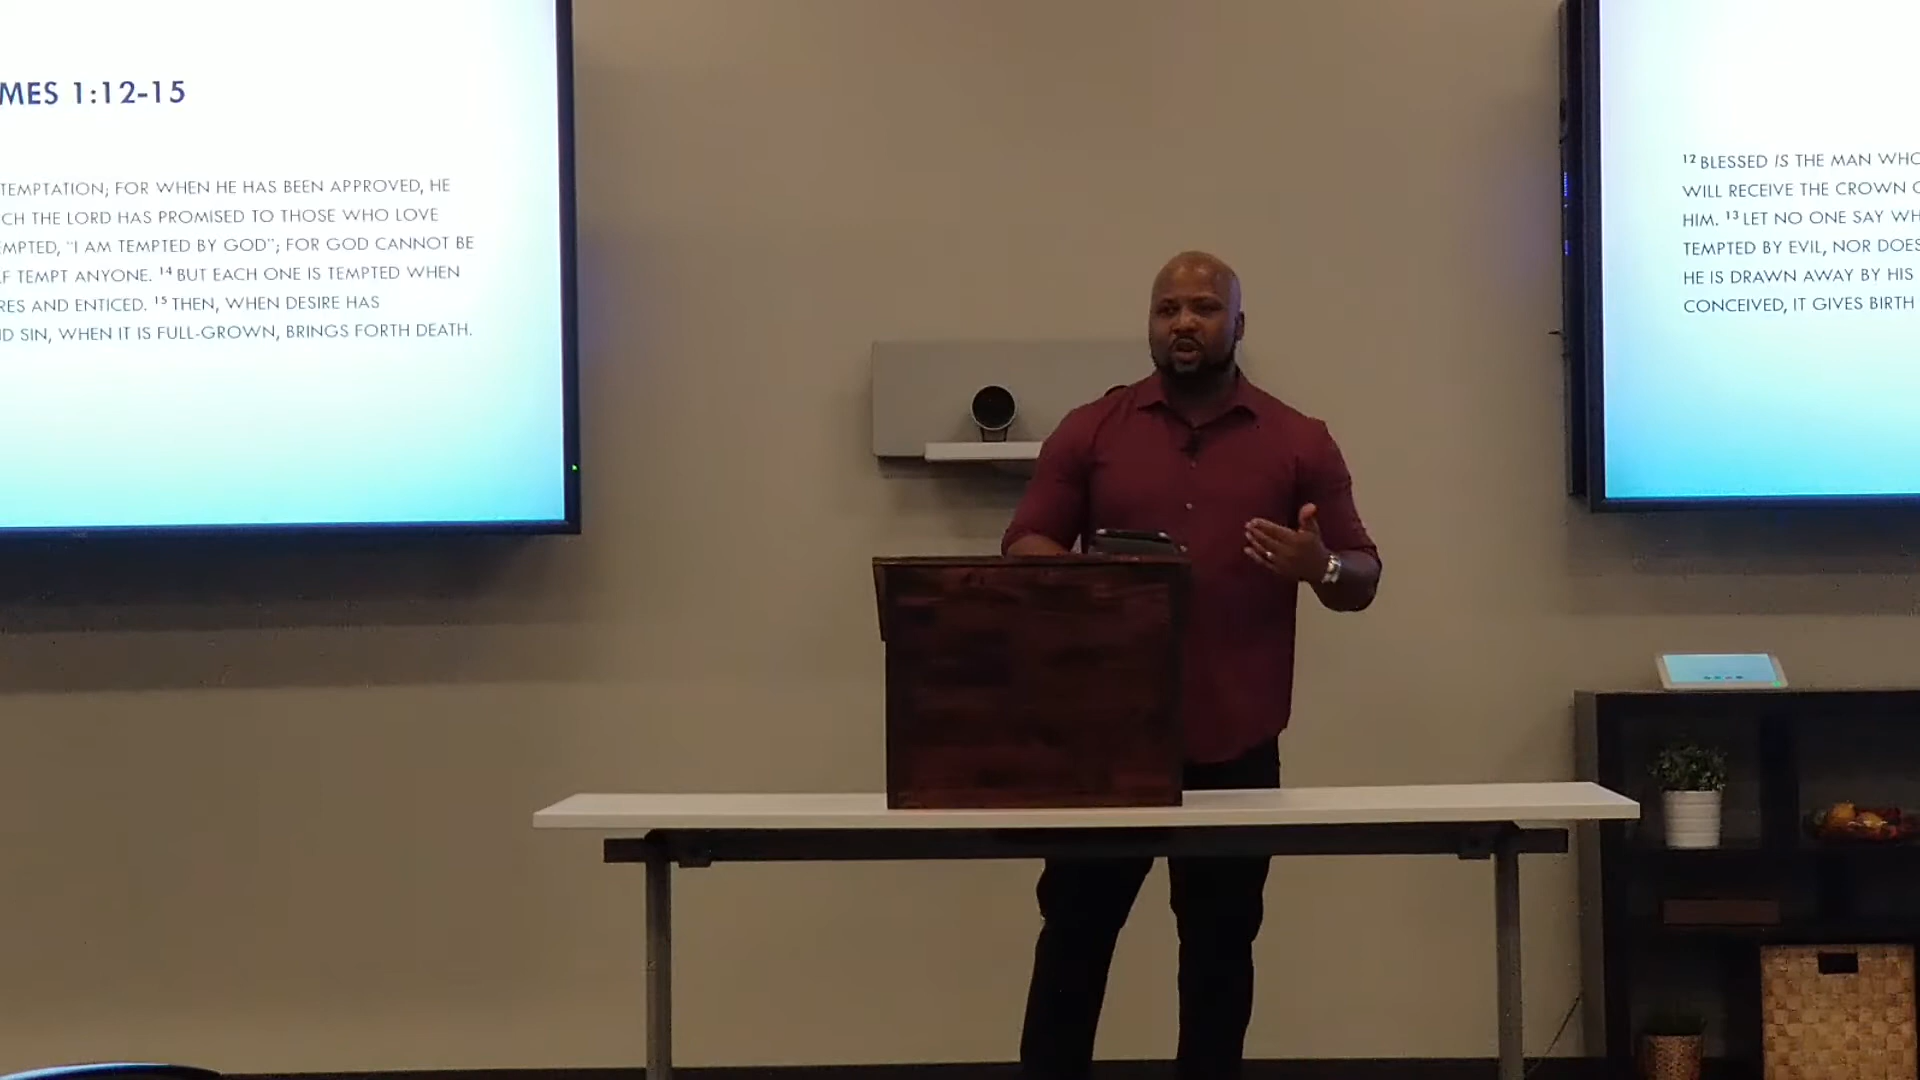 MES 1:12-15
TEMPTATION; FOR WHEN HE HAS BEEN APPROVED, HE
CH THE LORD HAS PROMISED TO THOSE WHO LOVE
EMPTED, "I AM TEMPTED BY GOD"; FOR GOD CANNOT BE
LF TEMPT ANYONE. 14 BUT EACH ONE IS TEMPTED WHEN
RES AND ENTICED. 15 THEN, WHEN DESIRE HAS
ND SIN, WHEN IT IS FULL-GROWN, BRINGS FORTH DEATH.
12 BLESSED IS THE MAN WHO
WILL RECEIVE THE CROWN O
HIM. 13 LET NO ONE SAY WH
TEMPTED BY EVIL, NOR DOES
HE IS DRAWN AWAY BY HIS
CONCEIVED, IT GIVES BIRTH